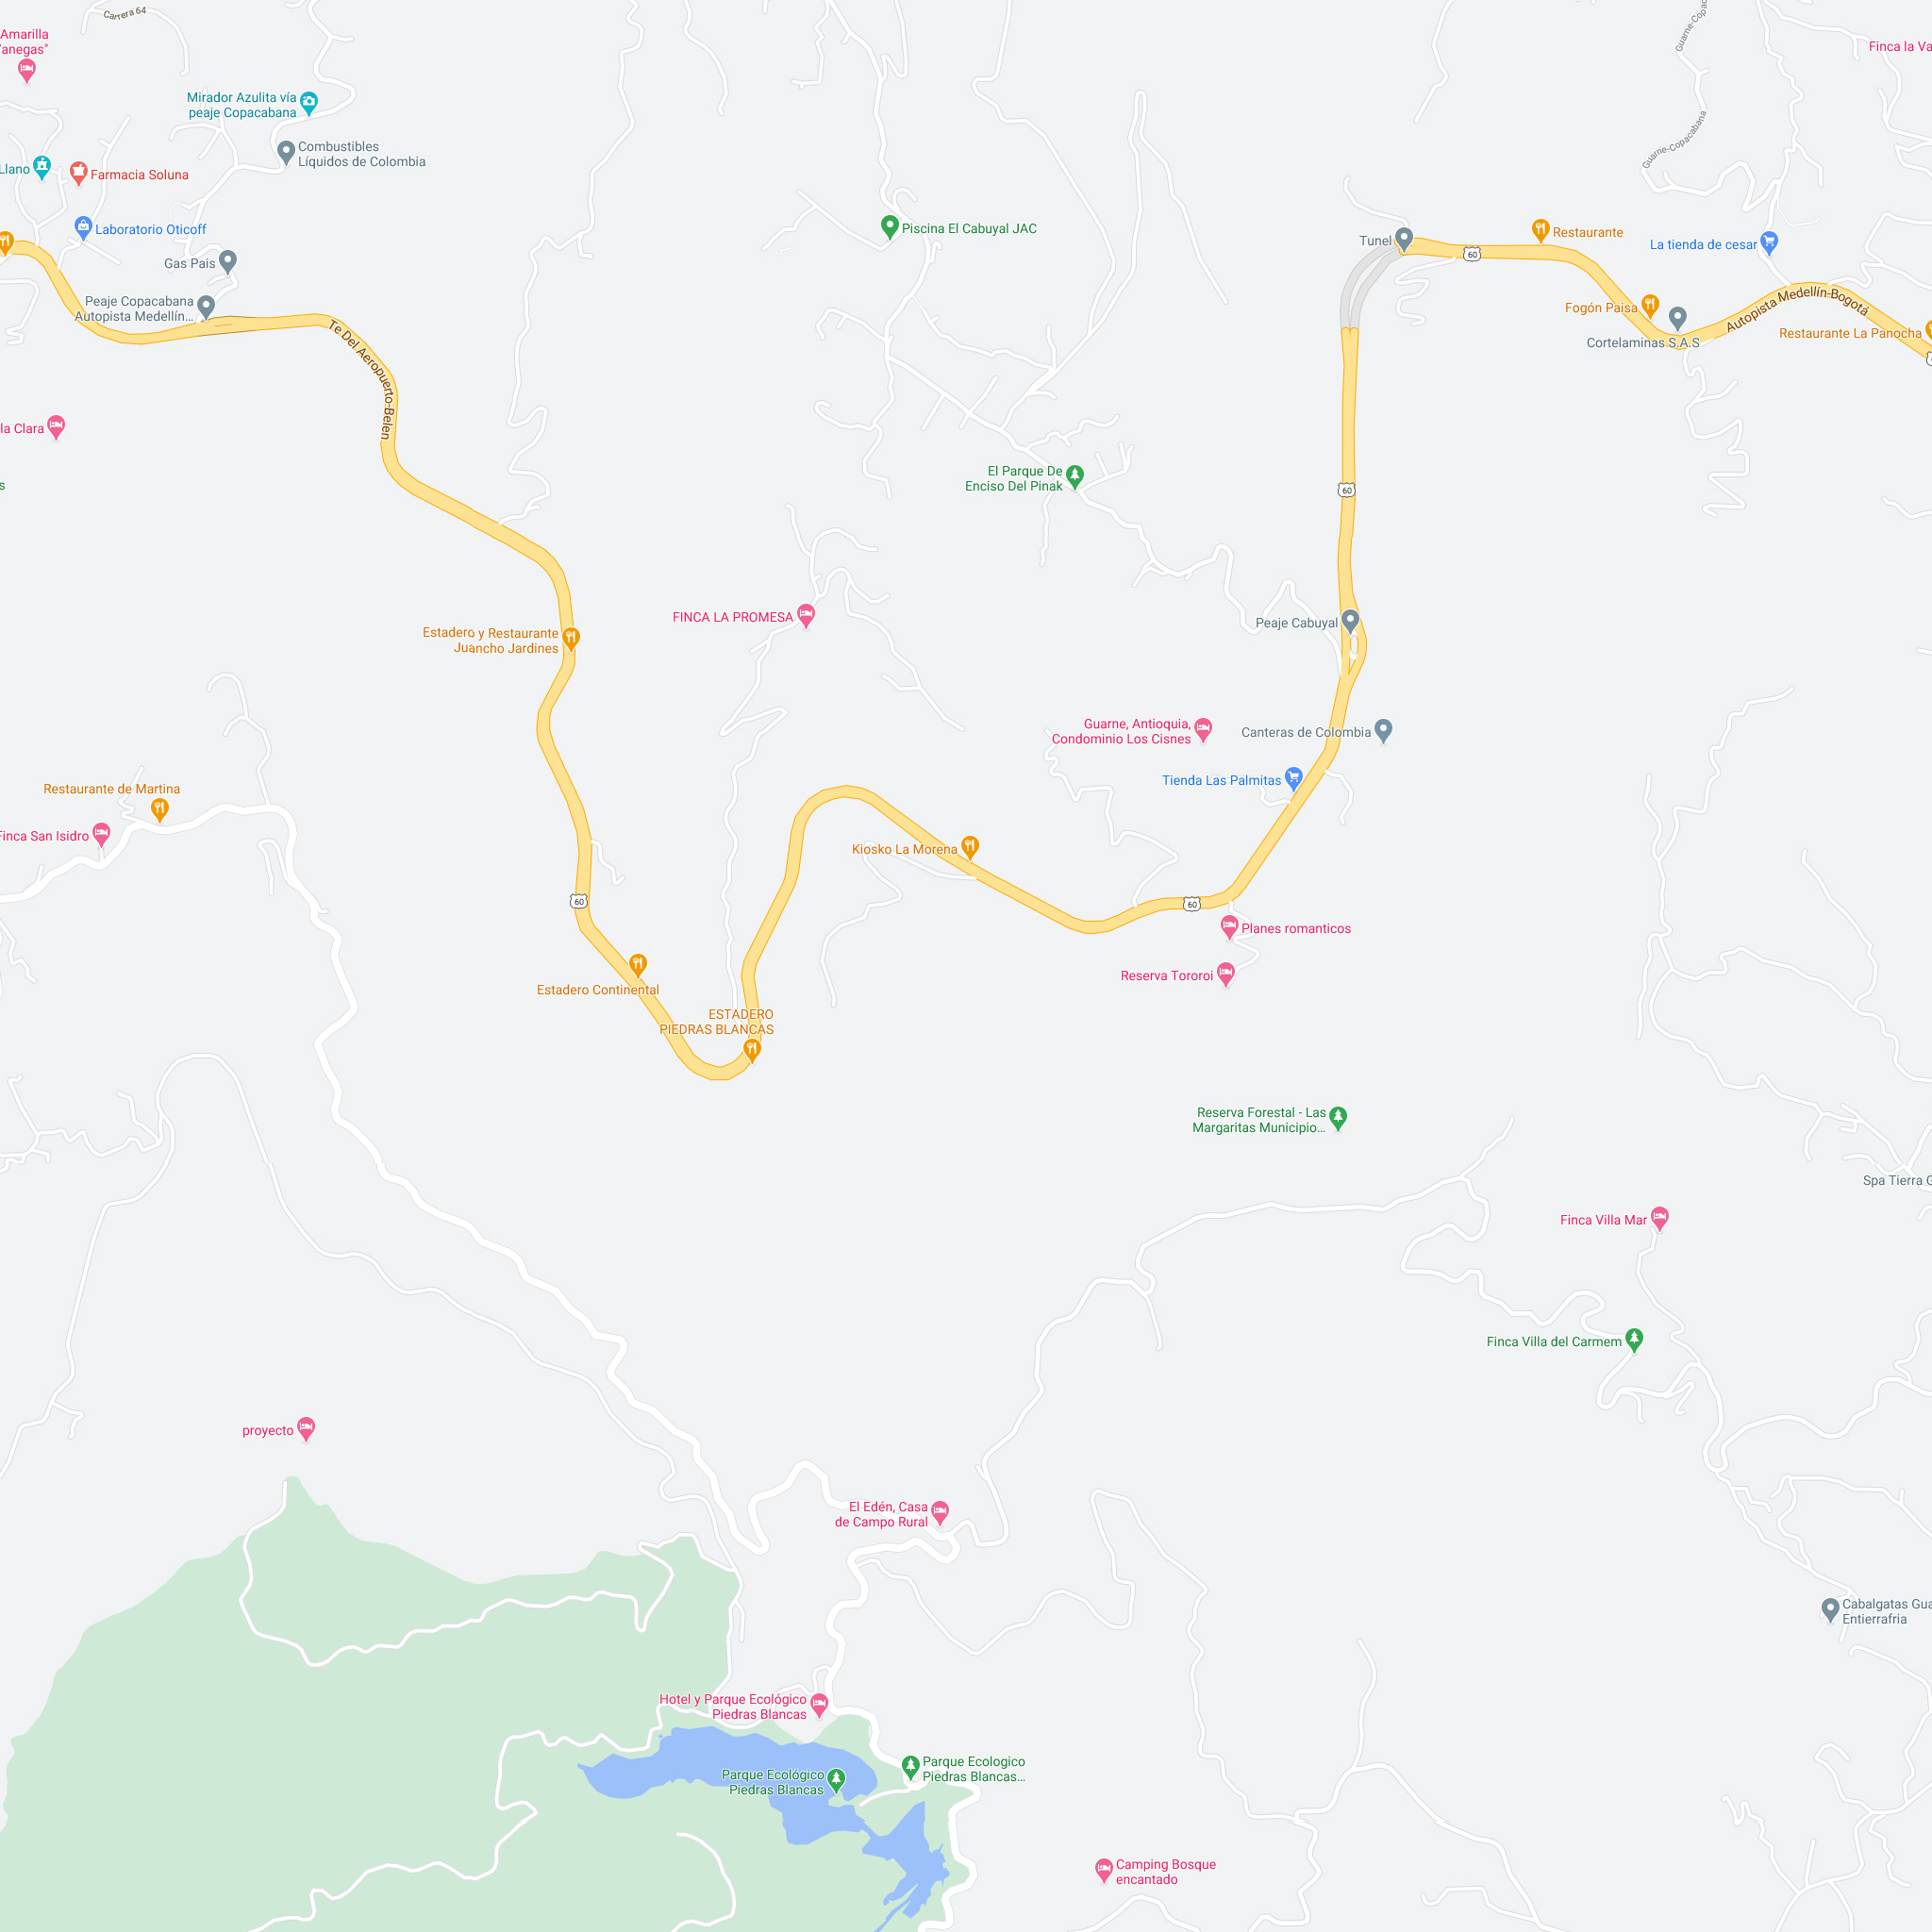 Carrera 64
Amarilla
anegas"
Guarne-Copac
Finca la Va
Mirador Azulita vía
peaje Copacabana
Combustibles
Líquidos de Colombia
Guarne-Copacabana
Llano
Farmacia Soluna
Laboratorio Oticoff
Piscina El Cabuyal JAC
Tunel
60
Restaurante
La tienda de cesar
Gas Pais
Peaje Copacabana
Autopista Medellín...
Te Del Aeropuerto-Belen
Fogón Paisa
Cortelaminas S.A.S
Autopista Medellín-Bogotá
Restaurante La Panocha
la Clara
s
El Parque De
Enciso Del Pinak
60
FINCA LA PROMESA
Peaje Cabuyal
Estadero y Restaurante
Juancho Jardines
Guarne, Antioquia,
Condominio Los Cisnes
Canteras de Colombia
Tienda Las Palmitas
Restaurante de Martina
Finca San Isidro
Kiosko La Morena
60
60
Planes romanticos
Reserva Tororoi
Estadero Continental
ESTADERO
PIEDRAS BLANCAS
Reserva Forestal - Las
Margaritas Municipio...
Spa Tierra G
Finca Villa Mar
Finca Villa del Carmem
proyecto
El Edén, Casa
de Campo Rural
Cabalgatas Gua
Entierrafria
Hotel y Parque Ecológico
Piedras Blancas
Parque Ecológico
Piedras Blancas
Parque Ecologico
Piedras Blancas...
Camping Bosque
encantado